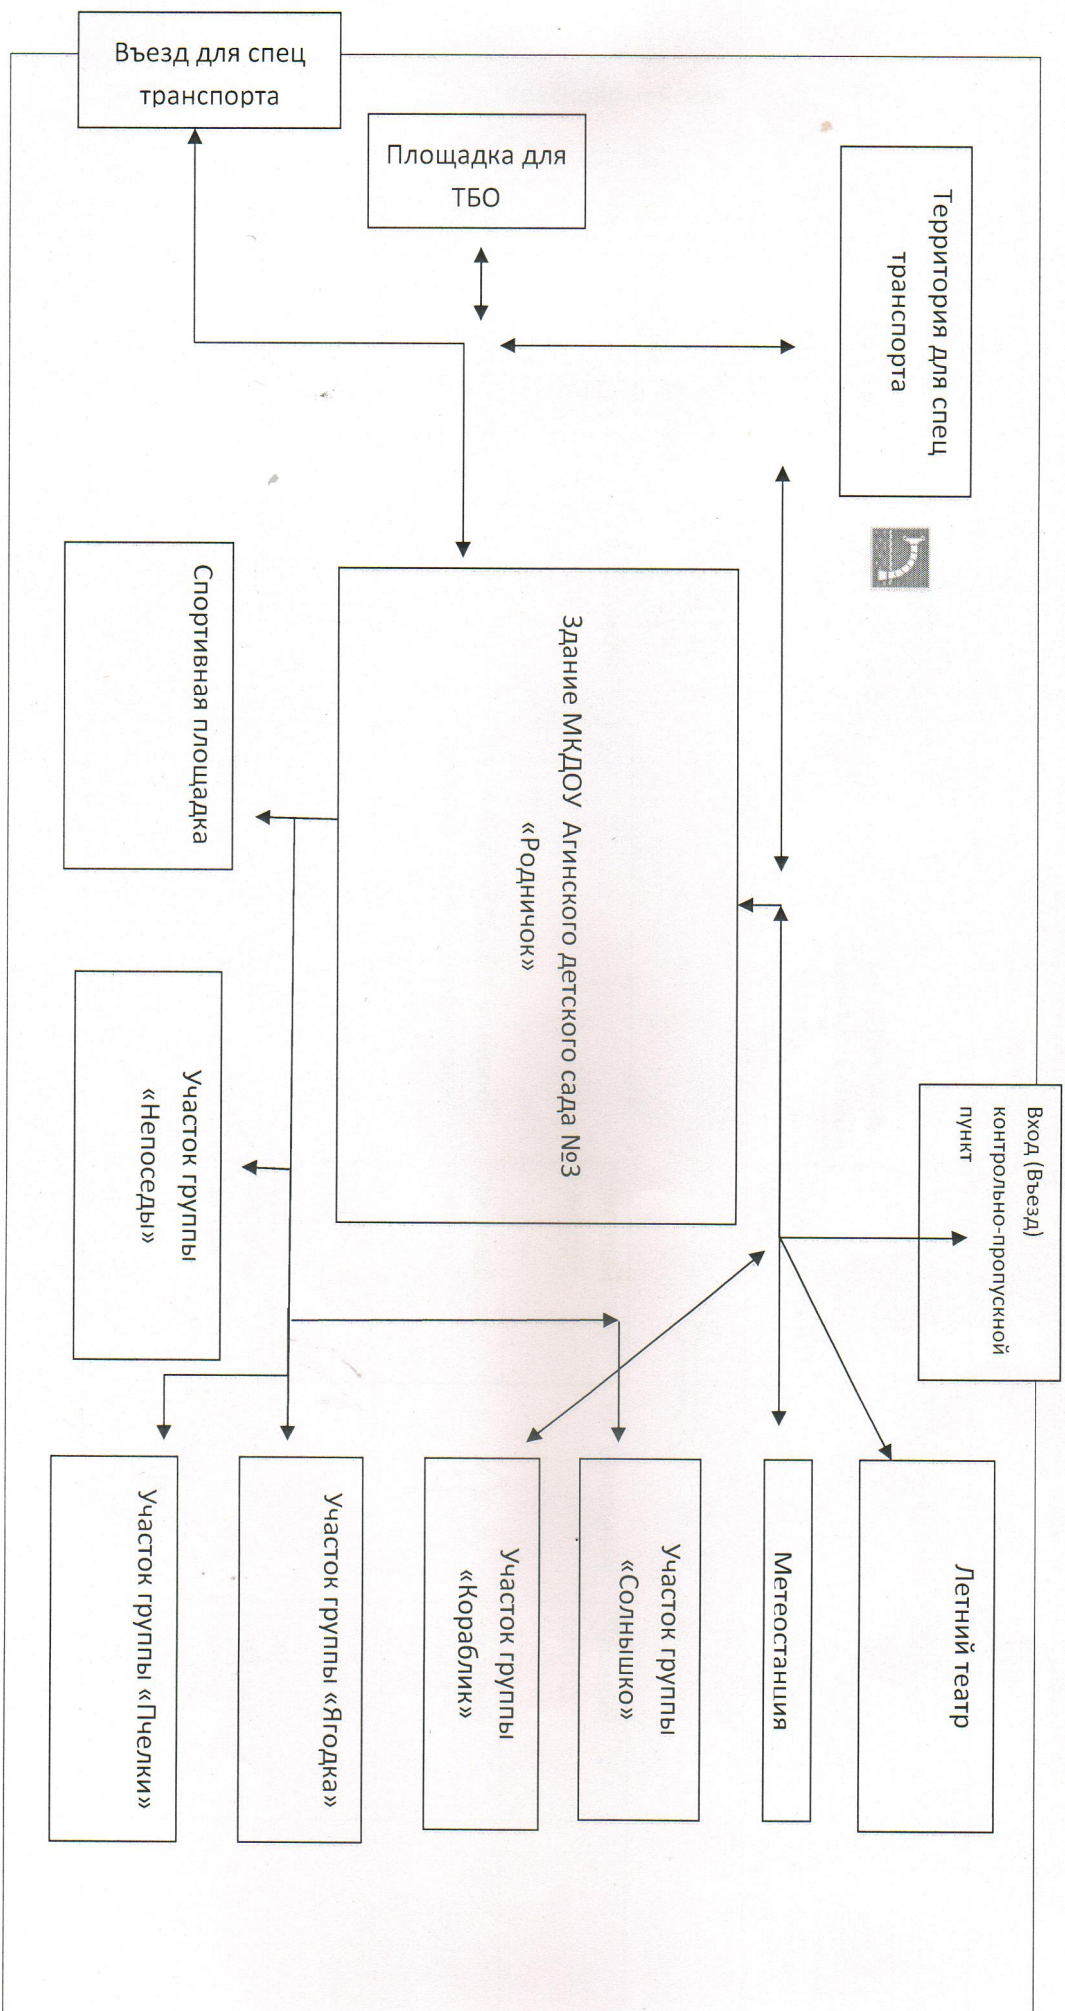 Въезд для спец
транспорта
Площадка для
ТБО
Территория для спец
транспорта
Вход (Въезд)
контрольно-пропускной
пункт
Здание МКДОУ Агинского детского сада №3
«Родничок»
Спортивная площадка
Участок группы
«Непоседы»
Летний театр
Метеостанция
Участок группы
«Солнышко»
Участок группы
«Кораблик»
Участок группы «Ягодка»
Участок группы «Пчелки»